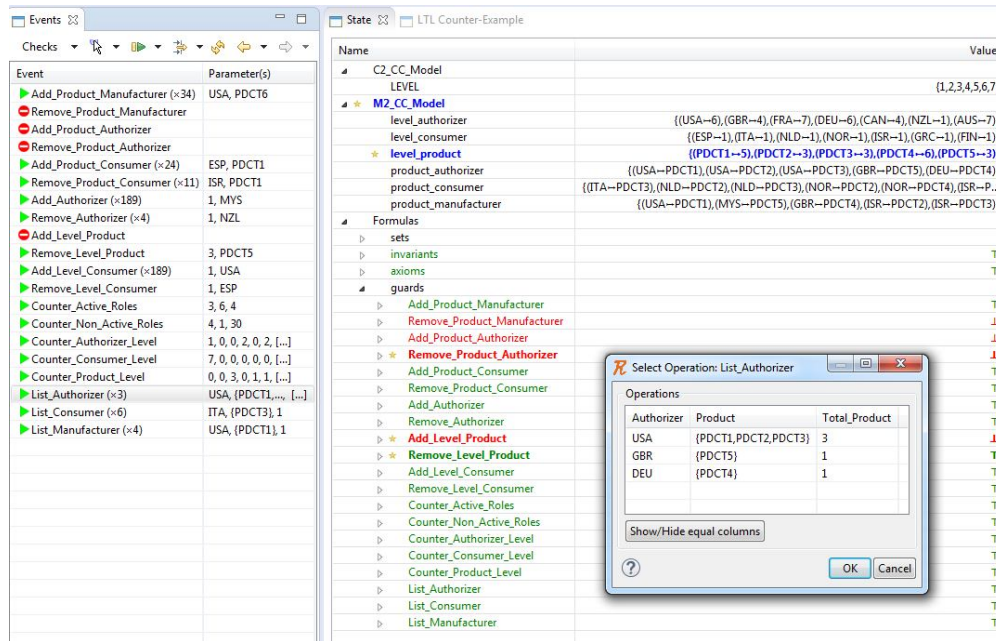 Events
Checks
Event Parameter(s)
Add_Product_Manufacturer (×34) USA, PDCT6
Remove_Product_Manufacturer
Add_Product_Authorizer
Remove_Product_Authorizer
Add_Product_Consumer (×24) ESP, PDCT1
Remove_Product_Consumer (×11) ISR, PDCT1
Add_Authorizer (×189) 1, MYS
Remove_Authorizer (×4) 1, NZL
Add_Level_Product
Remove_Level_Product 3, PDCT5
Add_Level_Consumer (×189) 1, USA
Remove_Level_Consumer 1, ESP
Counter_Active_Roles 3, 6, 4
Counter_Non_Active_Roles 4, 1, 30
Counter_Authorizer_Level 1, 0, 0, 2, 0, 2, [...]
Counter_Consumer_Level 7, 0, 0, 0, 0, 0, [...]
Counter_Product_Level 0, 0, 3, 0, 1, 1, [...]
List_Authorizer (×3) USA, {PDCT1,..., [...]
List_Consumer (×6) ITA, {PDCT3}, 1
List_Manufacturer (×4) USA, {PDCT1}, 1
State LTL Counter-Example
Name Value
C2_CC_Model
LEVEL {1,2,3,4,5,6,7
M2_CC_Model
level_authorizer {(USA↦6),(GBR↦4),(FRA↦7),(DEU↦6),(CAN↦4),(NZL↦1),(AUS↦7)
level_consumer {(ESP↦1),(ITA↦1),(NLD↦1),(NOR↦1),(ISR↦1),(GRC↦1),(FIN↦1)
level_product {(PDCT1↦5),(PDCT2↦3),(PDCT3↦3),(PDCT4↦6),(PDCT5↦3)
product_authorizer {(USA↦PDCT1),(USA↦PDCT2),(USA↦PDCT3),(GBR↦PDCT5),(DEU↦PDCT4)
product_consumer {(ITA↦PDCT3),(NLD↦PDCT2),(NLD↦PDCT3),(NOR↦PDCT2),(NOR↦PDCT4),(ISR↦P...
product_manufacturer {(USA↦PDCT1),(MYS↦PDCT5),(GBR↦PDCT4),(ISR↦PDCT2),(ISR↦PDCT3)
Formulas
sets
invariants
axioms
guards
Add_Product_Manufacturer
Remove_Product_Manufacturer
Add_Product_Authorizer
Remove_Product_Authorizer
Add_Product_Consumer
Remove_Product_Consumer
Add_Authorizer
Remove_Authorizer
Add_Level_Product
Remove_Level_Product
Add_Level_Consumer
Remove_Level_Consumer
Counter_Active_Roles
Counter_Non_Active_Roles
Counter_Authorizer_Level
Counter_Consumer_Level
Counter_Product_Level
List_Authorizer
List_Consumer
List_Manufacturer
Select Operation: List_Authorizer
Operations
Authorizer Product Total_Product
USA {PDCT1,PDCT2,PDCT3} 3
GBR {PDCT5} 1
DEU {PDCT4} 1
Show/Hide equal columns
OK Cancel